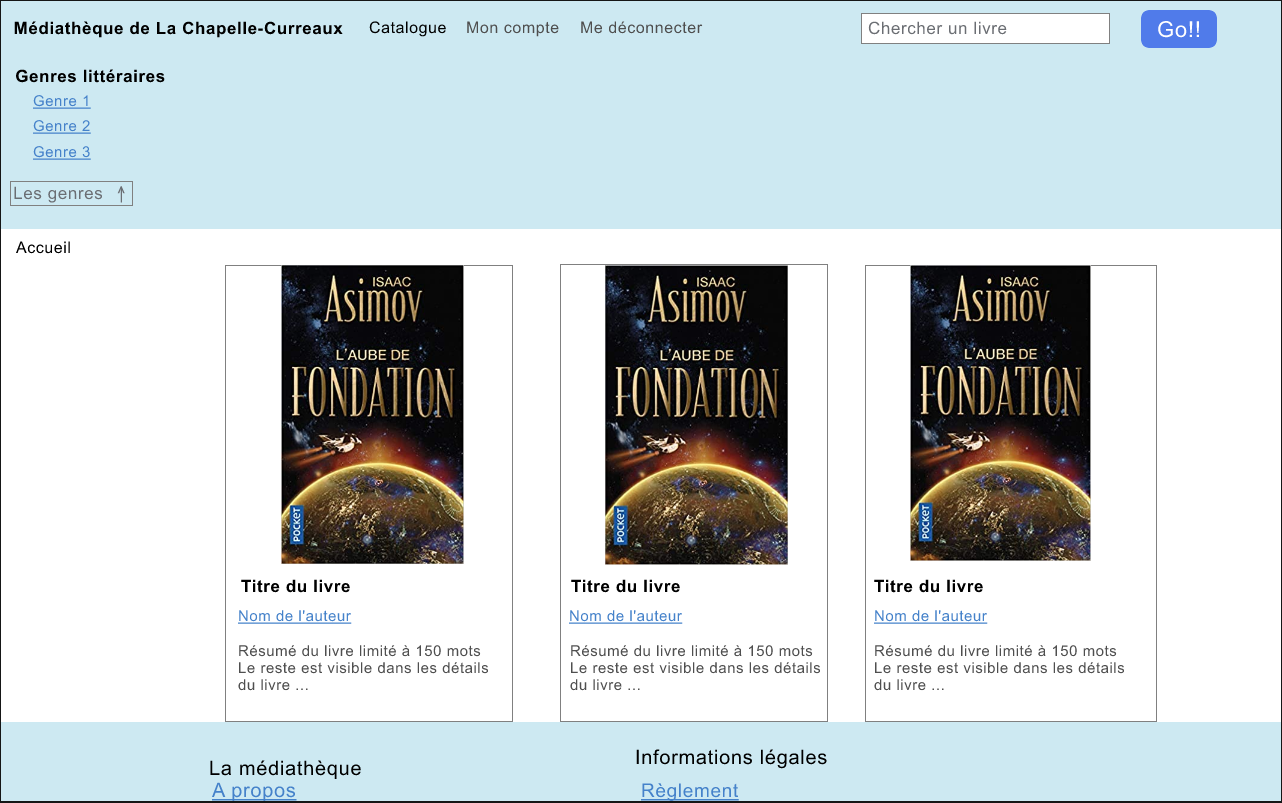 Médiathèque de La Chapelle-Curreaux Catalogue Mon compte Me déconnecter Chercher un livre Go!!
Genres littéraires
Genre 1
Genre 2
Genre 3
Les genres ↑
Accueil
ISAAC
Asimov
L'AUBE DE
FONDATION
POCKET
Titre du livre
Nom de l'auteur
Résumé du livre limité à 150 mots
Le reste est visible dans les détails
du livre ...
ISAAC
Asimov
L'AUBE DE
FONDATION
POCKET
Titre du livre
Nom de l'auteur
Résumé du livre limité à 150 mots
Le reste est visible dans les détails
du livre ...
ISAAC
Asimov
L'AUBE DE
FONDATION
POCKET
Titre du livre
Nom de l'auteur
Résumé du livre limité à 150 mots
Le reste est visible dans les détails
du livre ...
La médiathèque
A propos
Informations légales
Règlement